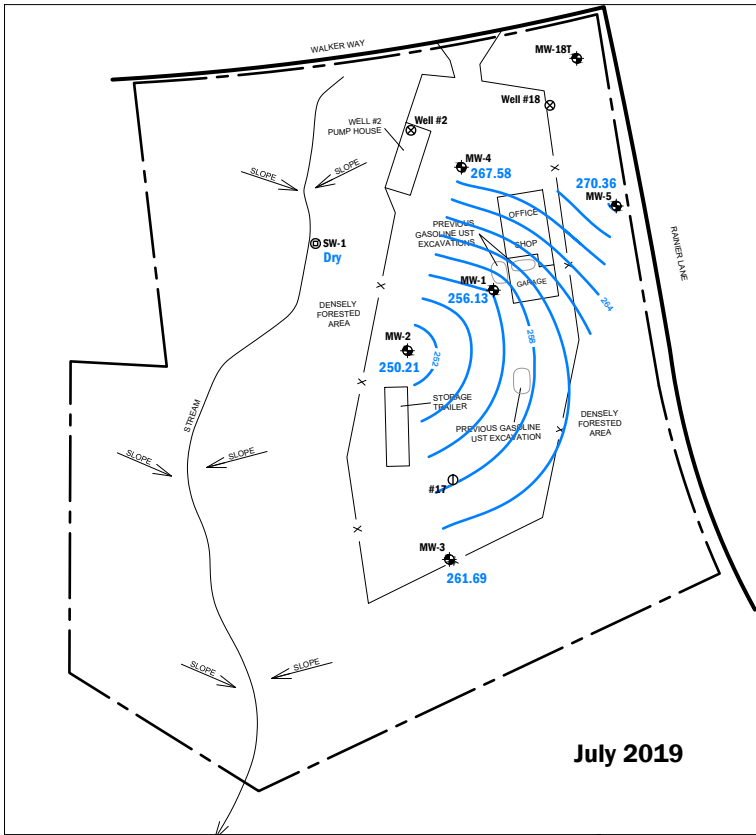 WALKER WAY
MW-18T
Well #18
Well #2
WELL #2
PUMP HOUSE
MW-4
267.58
SLOPE
SLOPE
270.36
MW-5
OFFICE
PREVIOUS
GASOLINE UST
EXCAVATIONS
SHOP
RAINIER LANE
SW-1
Dry
X
X
X
GARAGE
MW-1
256.13
264
DENSELY
FORESTED
AREA
258
MW-2
250.21
252
X
STORAGE
TRAILER
STREAM
PREVIOUS GASOLINE
UST EXCAVATION
DENSELY
FORESTED
AREA
X
SLOPE
SLOPE
#17
X
MW-3
261.69
SLOPE
SLOPE
July 2019